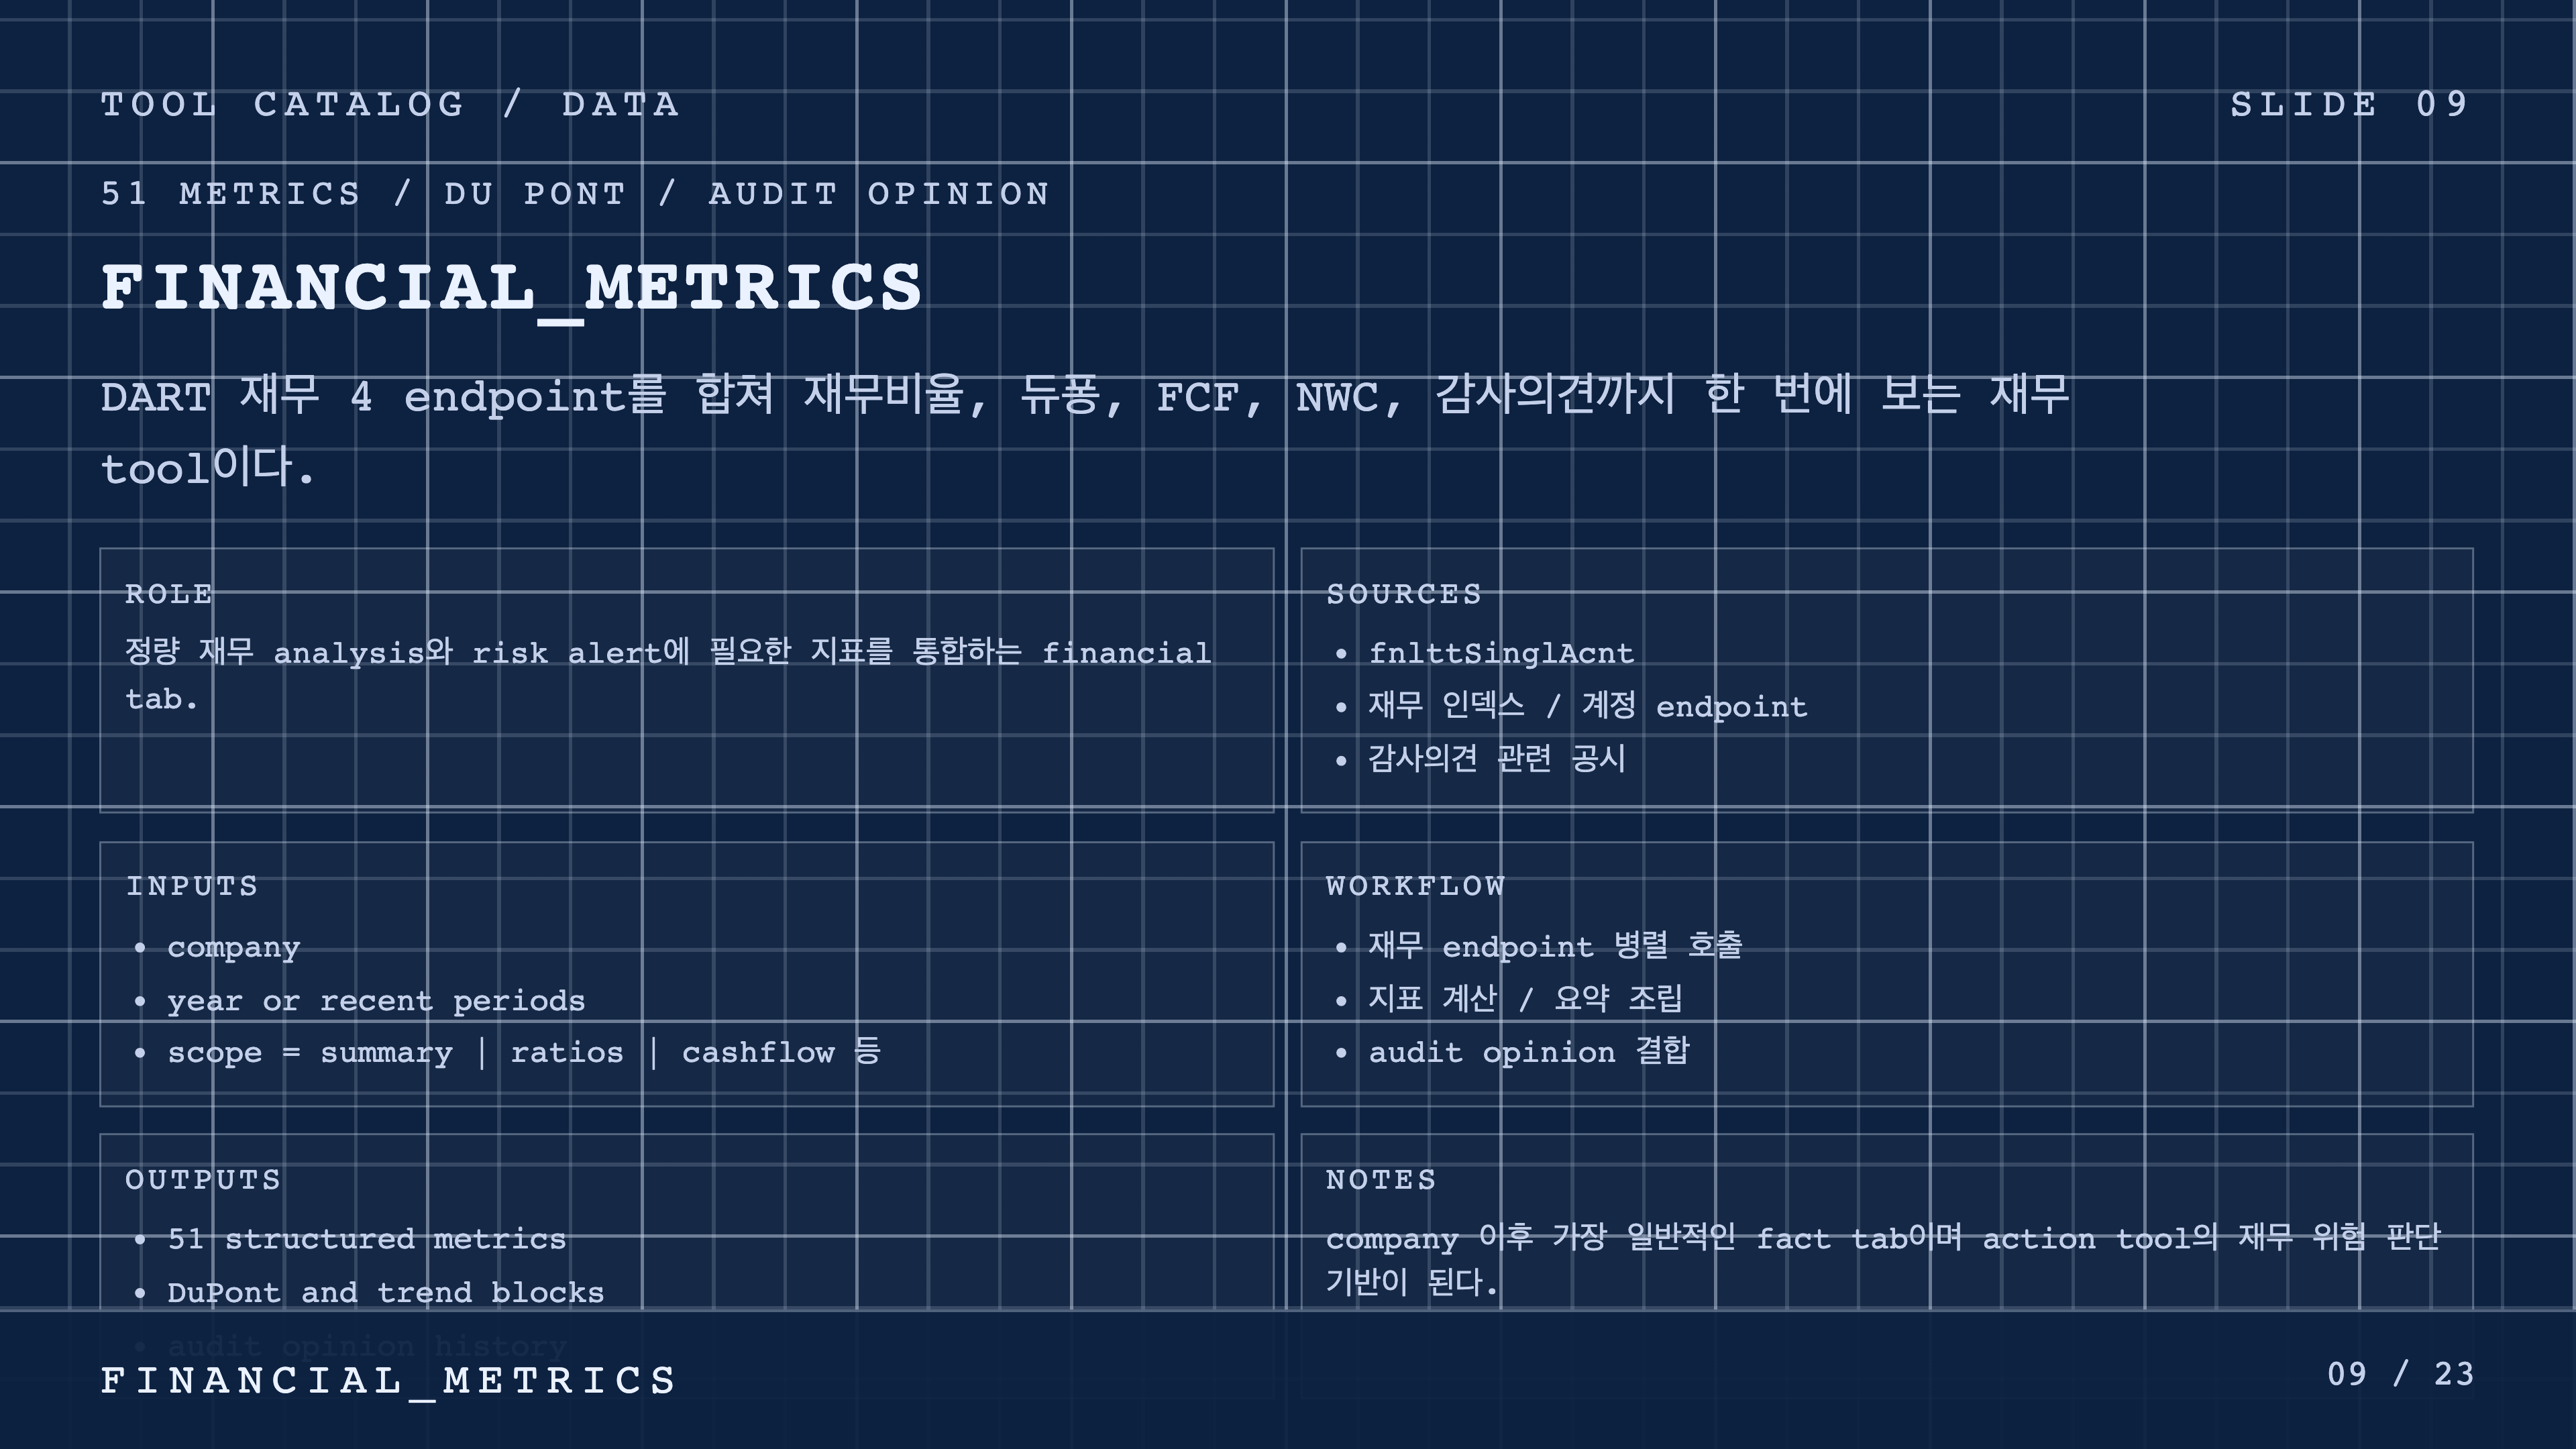 TOOL CATALOG / DATA
SLIDE 09
51 METRICS / DU PONT / AUDIT OPINION
FINANCIAL_METRICS
DART 재무 4 endpoint를 합쳐 재무비율, 듀퐁, FCF, NWC, 감사의견까지 한 번에 보는 재무
tool이다.
ROLE
정량 재무 analysis와 risk alert에 필요한 지표를 통합하는 financial
tab.
SOURCES
• fnlttSinglAcnt
• 재무 인덱스 / 계정 endpoint
• 감사의견 관련 공시
INPUTS
• company
• year or recent periods
• scope = summary | ratios | cashflow 등
WORKFLOW
• 재무 endpoint 병렬 호출
• 지표 계산 / 요약 조립
• audit opinion 결합
OUTPUTS
• 51 structured metrics
• DuPont and trend blocks
• audit opinion history
NOTES
company 이후 가장 일반적인 fact tab이며 action tool의 재무 위험 판단
기반이 된다.
FINANCIAL_METRICS
09 / 23